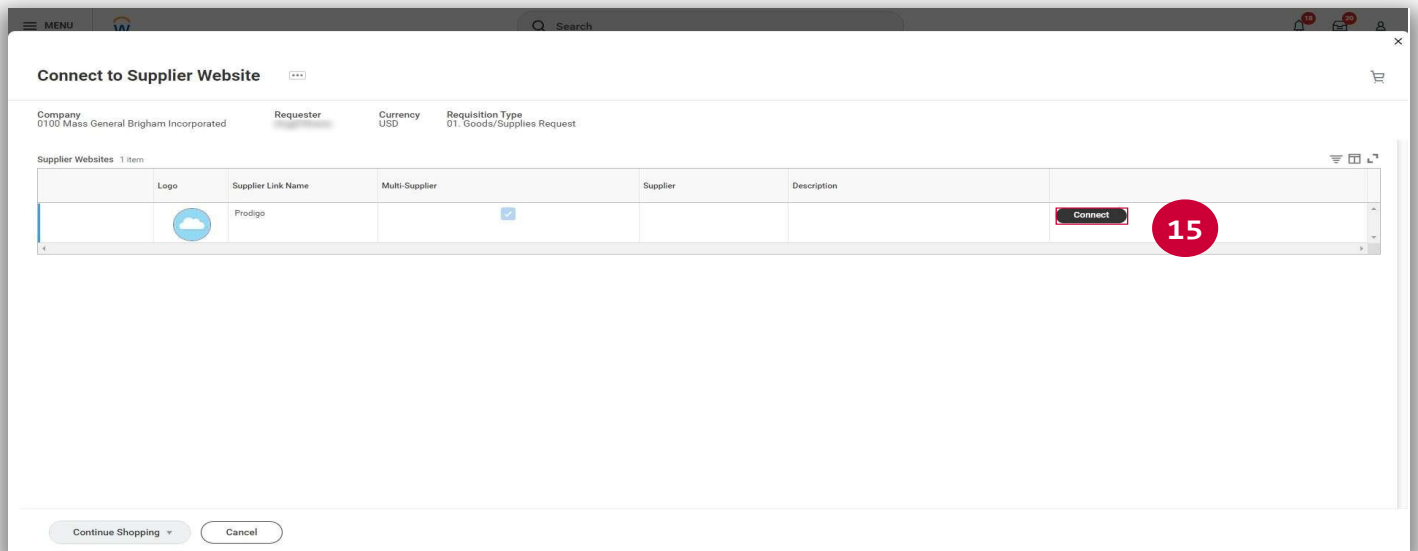 MENU
W
Search
18
20
Connect to Supplier Website
Company
0100 Mass General Brigham Incorporated
Requester
Currency
USD
Requisition Type
01. Goods/Supplies Request
Supplier Websites 1 item
Logo
Supplier Link Name
Multi-Supplier
Supplier
Description
Prodigo
Connect
15
Continue Shopping
Cancel